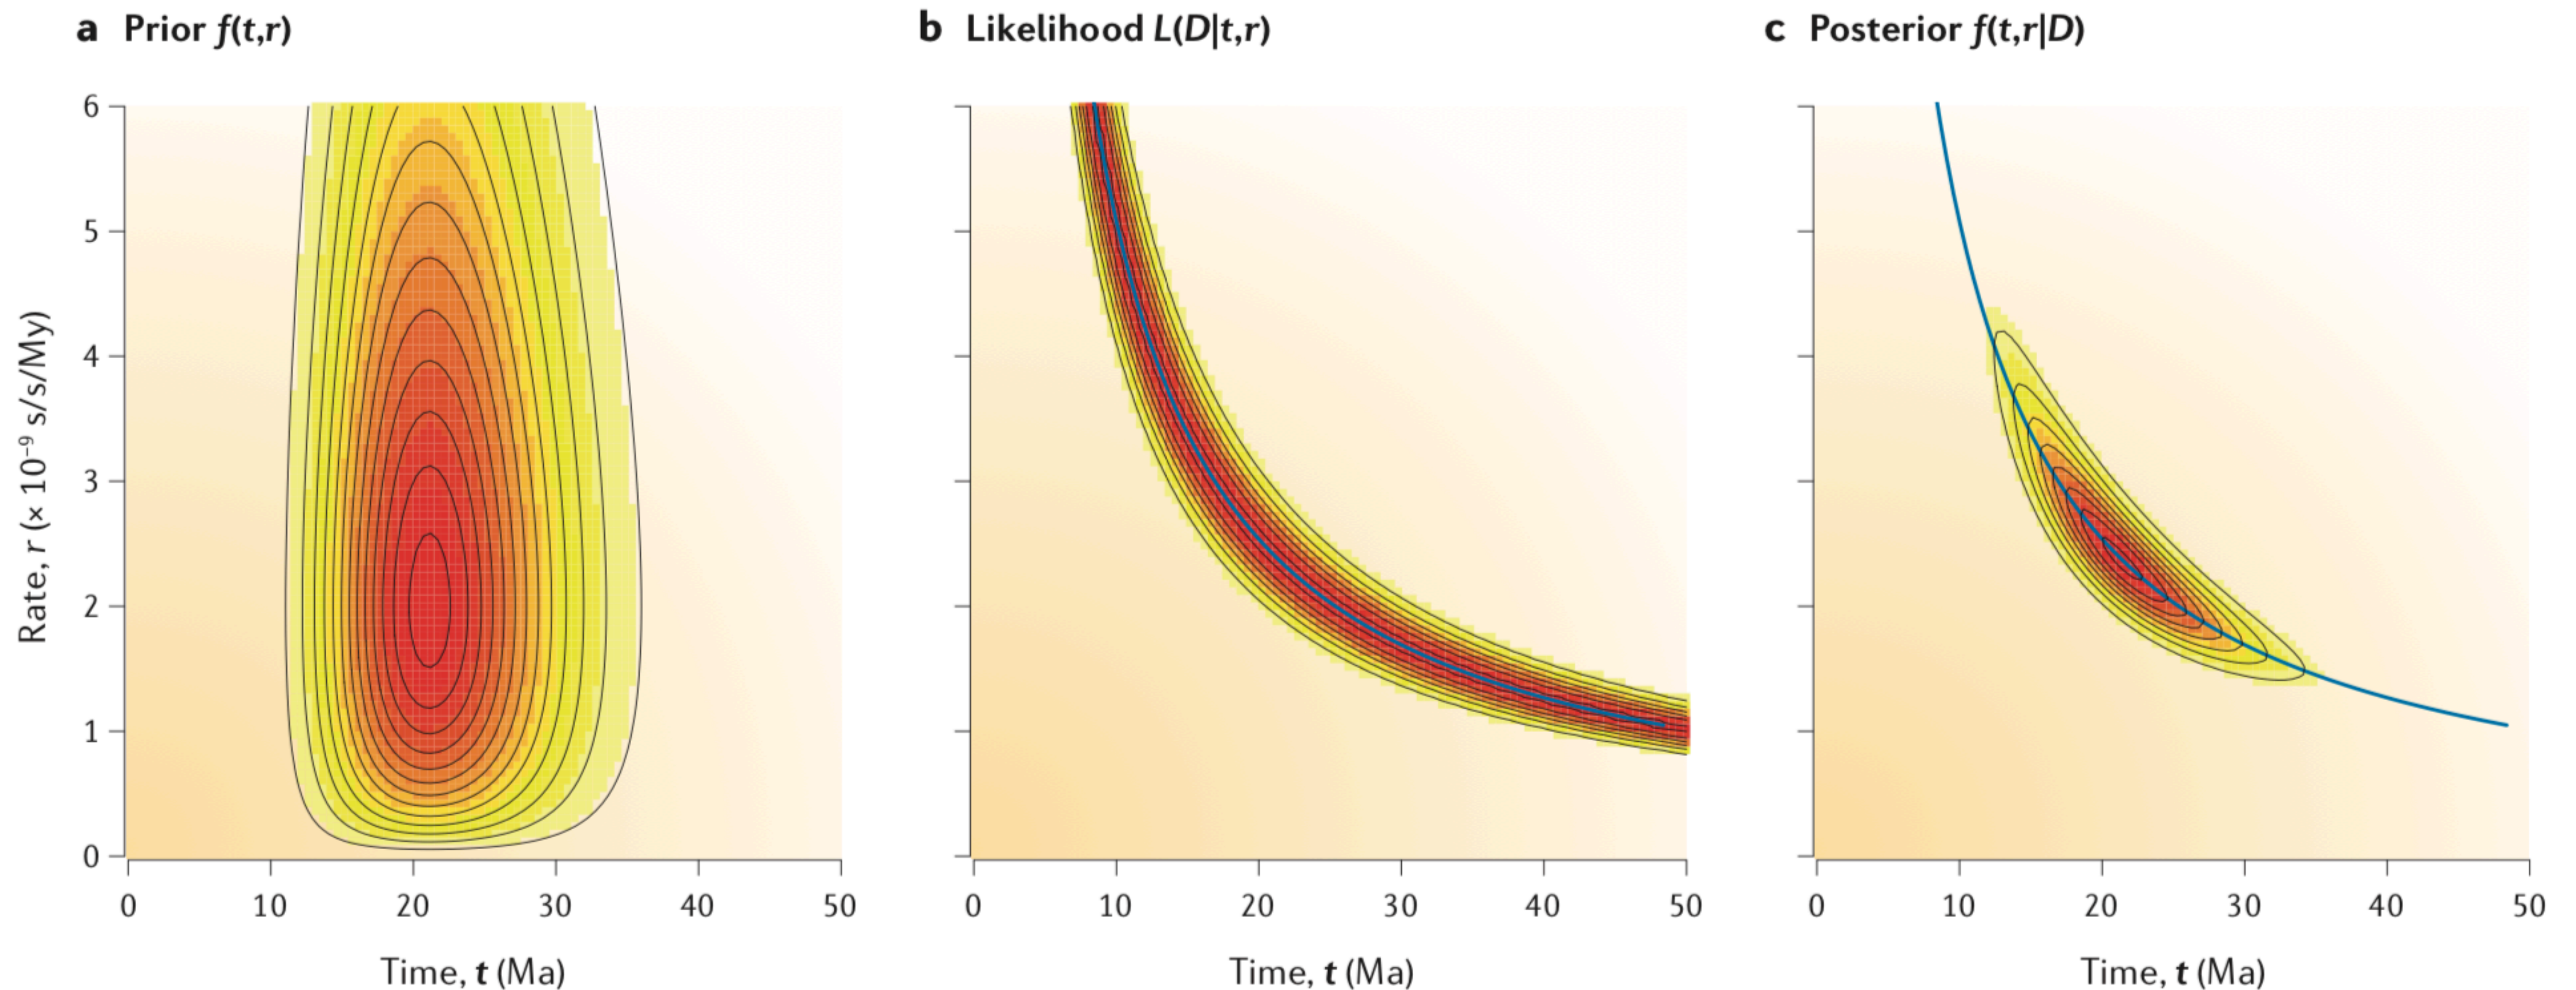 a Prior f(t,r)
b Likelihood L(D|t,r)
c Posterior f(t,r|D)
Rate, r (× 10⁻⁹ s/s/My)
6
5
4
3
2
1
0
0 10 20 30 40 50
0 10 20 30 40 50
0 10 20 30 40 50
Time, t (Ma)
Time, t (Ma)
Time, t (Ma)